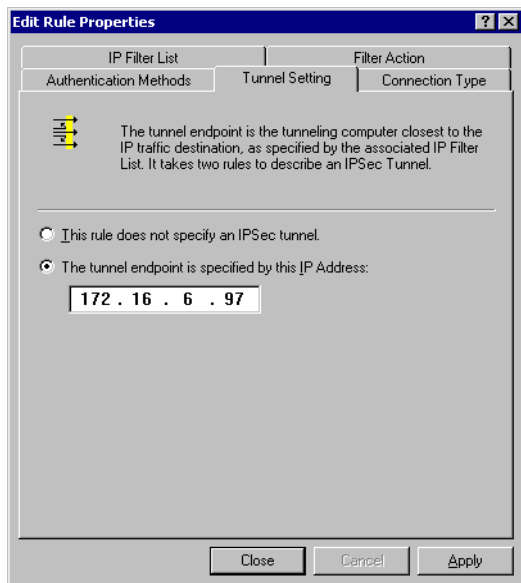 Edit Rule Properties
IP Filter List
Filter Action
Authentication Methods
Tunnel Setting
Connection Type
The tunnel endpoint is the tunneling computer closest to the
IP traffic destination, as specified by the associated IP Filter
List. It takes two rules to describe an IPSec Tunnel.
This rule does not specify an IPSec tunnel.
The tunnel endpoint is specified by this IP Address:
172 . 16 . 6 . 97
Close
Cancel
Apply